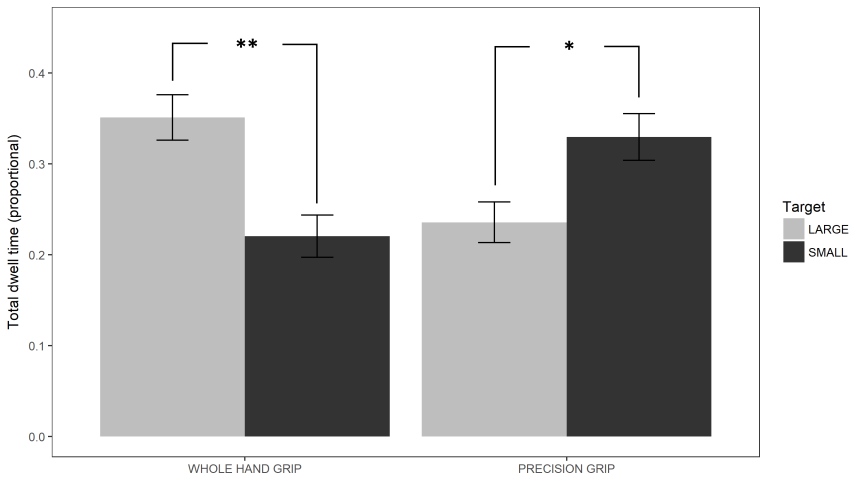 ** *
0.4
0.3
0.2
0.1
0.0
Total dwell time (proportional)
WHOLE HAND GRIP PRECISION GRIP
Target
LARGE
SMALL